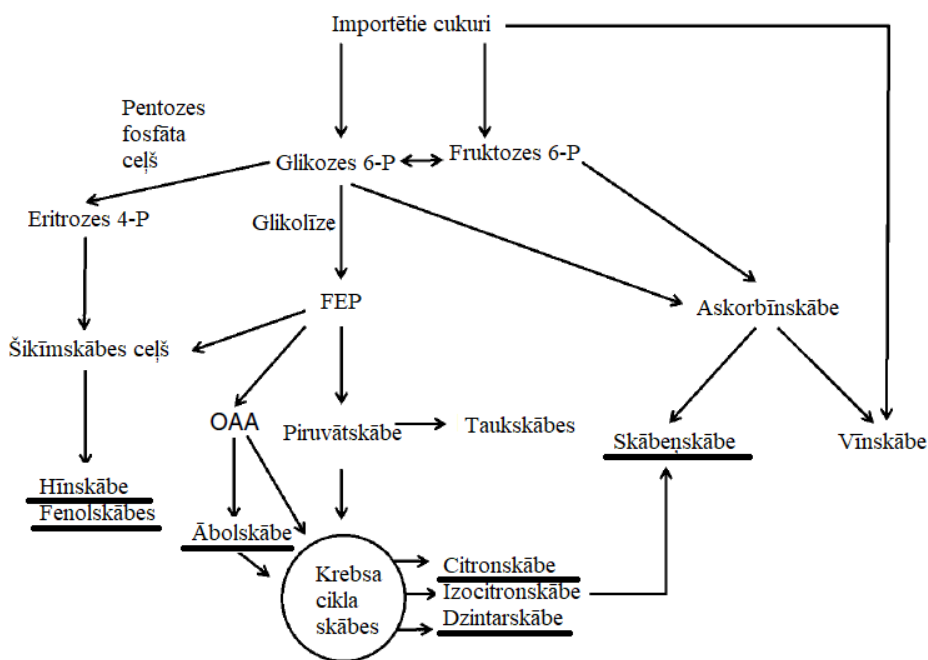 Importētie cukuri
Pentozes
fosfāta
ceļš
Glikozes 6-P
Fruktozes 6-P
Eritrozes 4-P
Glikolīze
FEP
Askorbīnskābe
Šikīmskābes ceļš
OAA
Piruvātskābe
Taukskābes
Skābeņskābe
Vīnskābe
Hīnskābe
Fenolskābes
Ābolskābe
Krebsa
cikla
skābes
Citronskābe
Izocitronskābe
Dzintarskābe